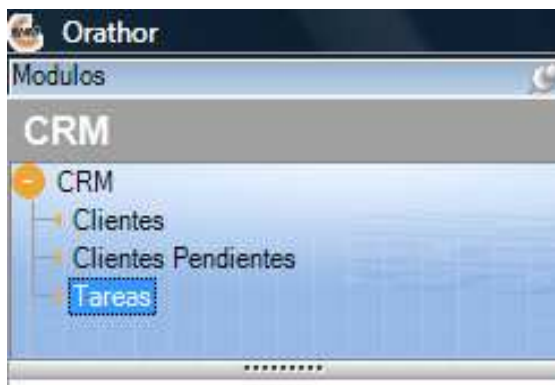 Orathor
Modulos
CRM
CRM
Clientes
Clientes Pendientes
Tareas